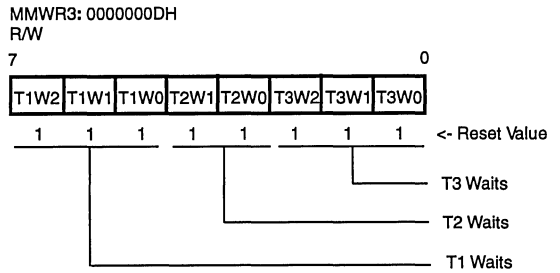 MMWR3: 0000000DH
R/W
7 0
T1W2 T1W1 T1W0 T2W1 T2W0 T3W2 T3W1 T3W0
1 1 1 1 1 1 1 1 <- Reset Value
T3 Waits
T2 Waits
T1 Waits